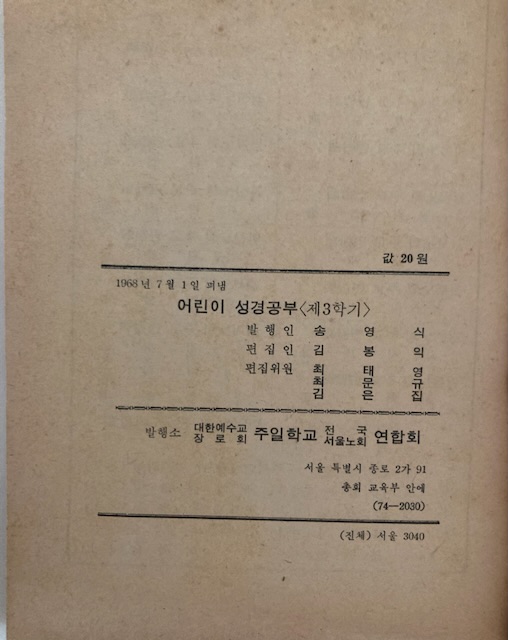 값 20원
1968년 7월 1일 펴냄
어린이 성경공부〈제3학기〉
발행인 송영식
편집인 김봉익
편집위원 최태영
최문규
김은집
발행소 대한예수교장로회 주일학교 전국서울노회 연합회
서울 특별시 종로 2가 91
총회 교육부 안에
(74—2030)
(진체) 서울 3040